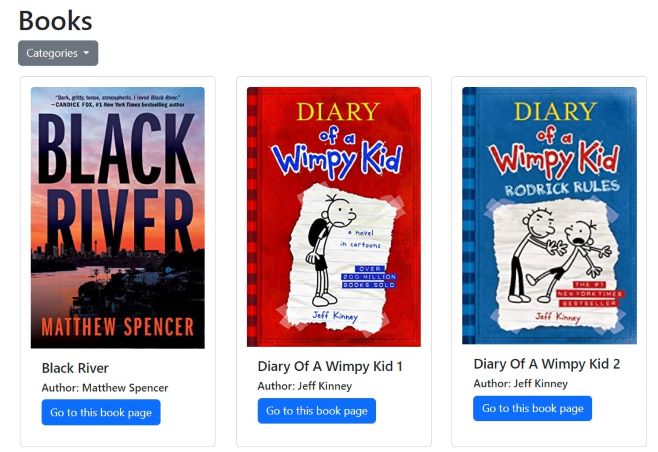 Books
Categories
"Dark, gritty, tense, atmospheric. I loved Black River."
—CANDICE FOX, #1 New York Times bestselling author
BLACK
RIVER
MATTHEW SPENCER
Black River
Author: Matthew Spencer
Go to this book page
DIARY
of a
Wimpy Kid
a novel
in cartoons
OVER
200 MILLION
BOOKS SOLD
Jeff Kinney
Diary Of A Wimpy Kid 1
Author: Jeff Kinney
Go to this book page
DIARY
of a
Wimpy Kid
RODRICK RULES
THE #1
NEW YORK TIMES
BESTSELLER
Jeff Kinney
Diary Of A Wimpy Kid 2
Author: Jeff Kinney
Go to this book page